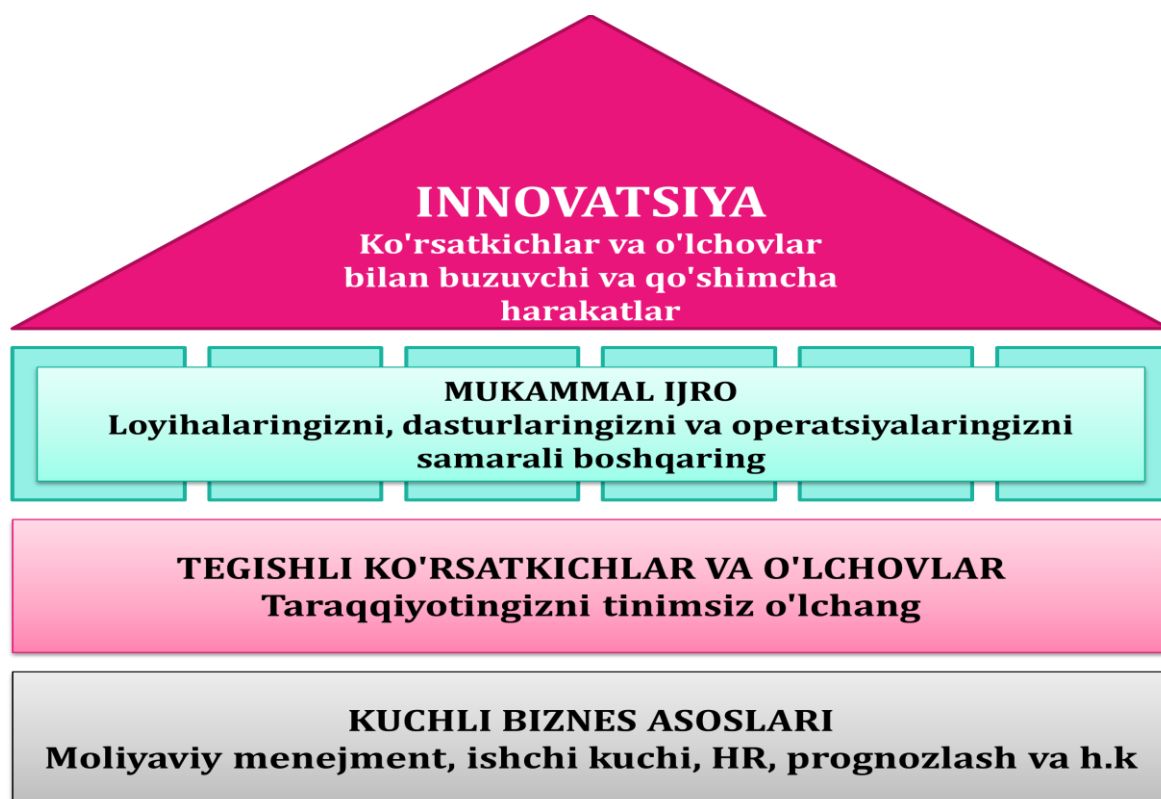 INNOVATSIYA
Ko'rsatkichlar va o'lchovlar
bilan buzuvchi va qo'shimcha
harakatlar
MUKAMMAL IJRO
Loyihalaringizni, dasturlaringizni va operatsiyalaringizni
samarali boshqaring
TEGISHLI KO'RSATKICHLAR VA O'LCHOVLAR
Taraqqiyotingizni tinimsiz o'lchang
KUCHLI BIZNES ASOSLARI
Moliyaviy menejment, ishchi kuchi, HR, prognozlash va h.k